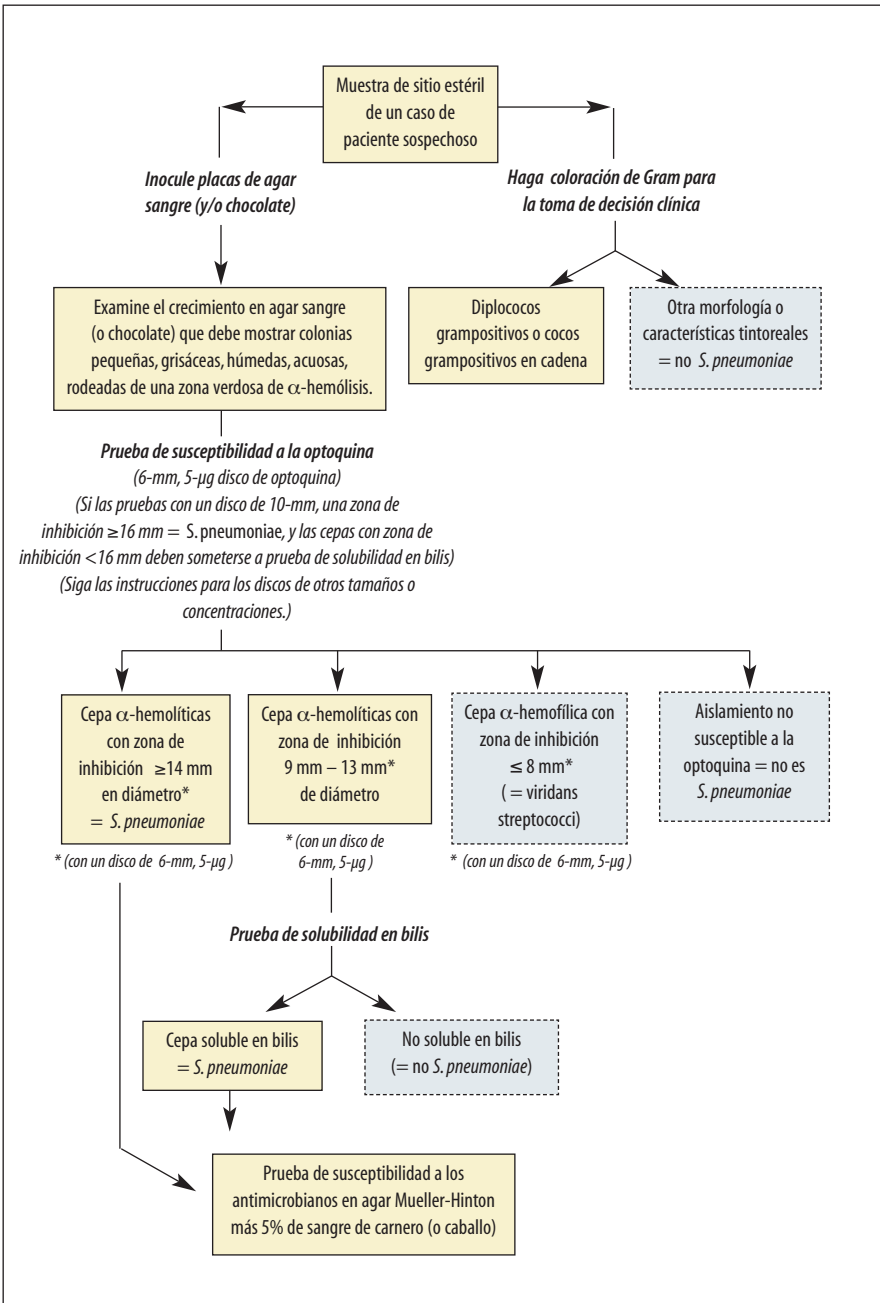 Muestra de sitio estéril
de un caso de
paciente sospechoso
Inocule placas de agar
sangre (y/o chocolate)
Haga coloración de Gram para
la toma de decisión clínica
Examine el crecimiento en agar sangre
(o chocolate) que debe mostrar colonias
pequeñas, grisáceas, húmedas, acuosas,
rodeadas de una zona verdosa de α-hemólisis.
Diplococos
grampositivos o cocos
grampositivos en cadena
Otra morfología o
características tintoreales
= no S. pneumoniae
Prueba de susceptibilidad a la optoquina
(6-mm, 5-µg disco de optoquina)
(Si las pruebas con un disco de 10-mm, una zona de
inhibición ≥16 mm = S. pneumoniae, y las cepas con zona de
inhibición <16 mm deben someterse a prueba de solubilidad en bilis)
(Siga las instrucciones para los discos de otros tamaños o
concentraciones.)
Cepa α-hemolíticas
con zona de
inhibición ≥14 mm
en diámetro*
= S. pneumoniae
* (con un disco de 6-mm, 5-µg )
Cepa α-hemolíticas con
zona de inhibición
9 mm – 13 mm*
de diámetro
* (con un disco de
6-mm, 5-µg )
Cepa α-hemofílica con
zona de inhibición
≤ 8 mm*
( = viridans
streptococci)
* (con un disco de 6-mm, 5-µg )
Aislamiento no
susceptible a la
optoquina = no es
S. pneumoniae
Prueba de solubilidad en bilis
Cepa soluble en bilis
= S. pneumoniae
No soluble en bilis
(= no S. pneumoniae)
Prueba de susceptibilidad a los
antimicrobianos en agar Mueller-Hinton
más 5% de sangre de carnero (o caballo)